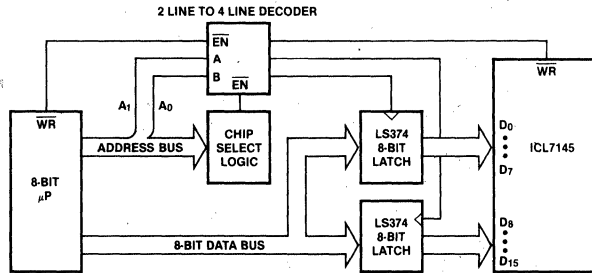 2 LINE TO 4 LINE DECODER
EN
A
B
EN
A1
A0
WR
8-BIT
μP
ADDRESS BUS
CHIP
SELECT
LOGIC
LS374
8-BIT
LATCH
LS374
8-BIT
LATCH
8-BIT DATA BUS
WR
ICL7145
D0
D7
D8
D15